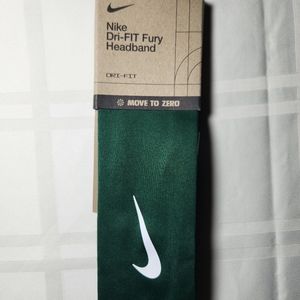 Nike
Dri-FIT Fury
Headband
DRI-FIT
MOVE TO ZERO